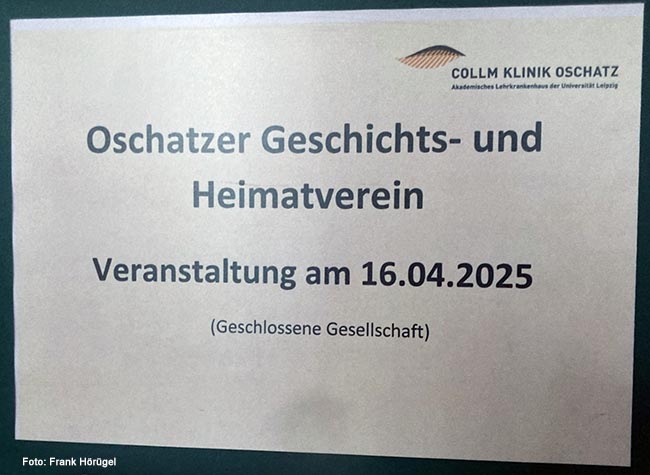 COLLM KLINIK OSCHATZ
Akademisches Lehrkrankenhaus der Universität Leipzig
Oschatzer Geschichts- und
Heimatverein
Veranstaltung am 16.04.2025
(Geschlossene Gesellschaft)
Foto: Frank Hörügel